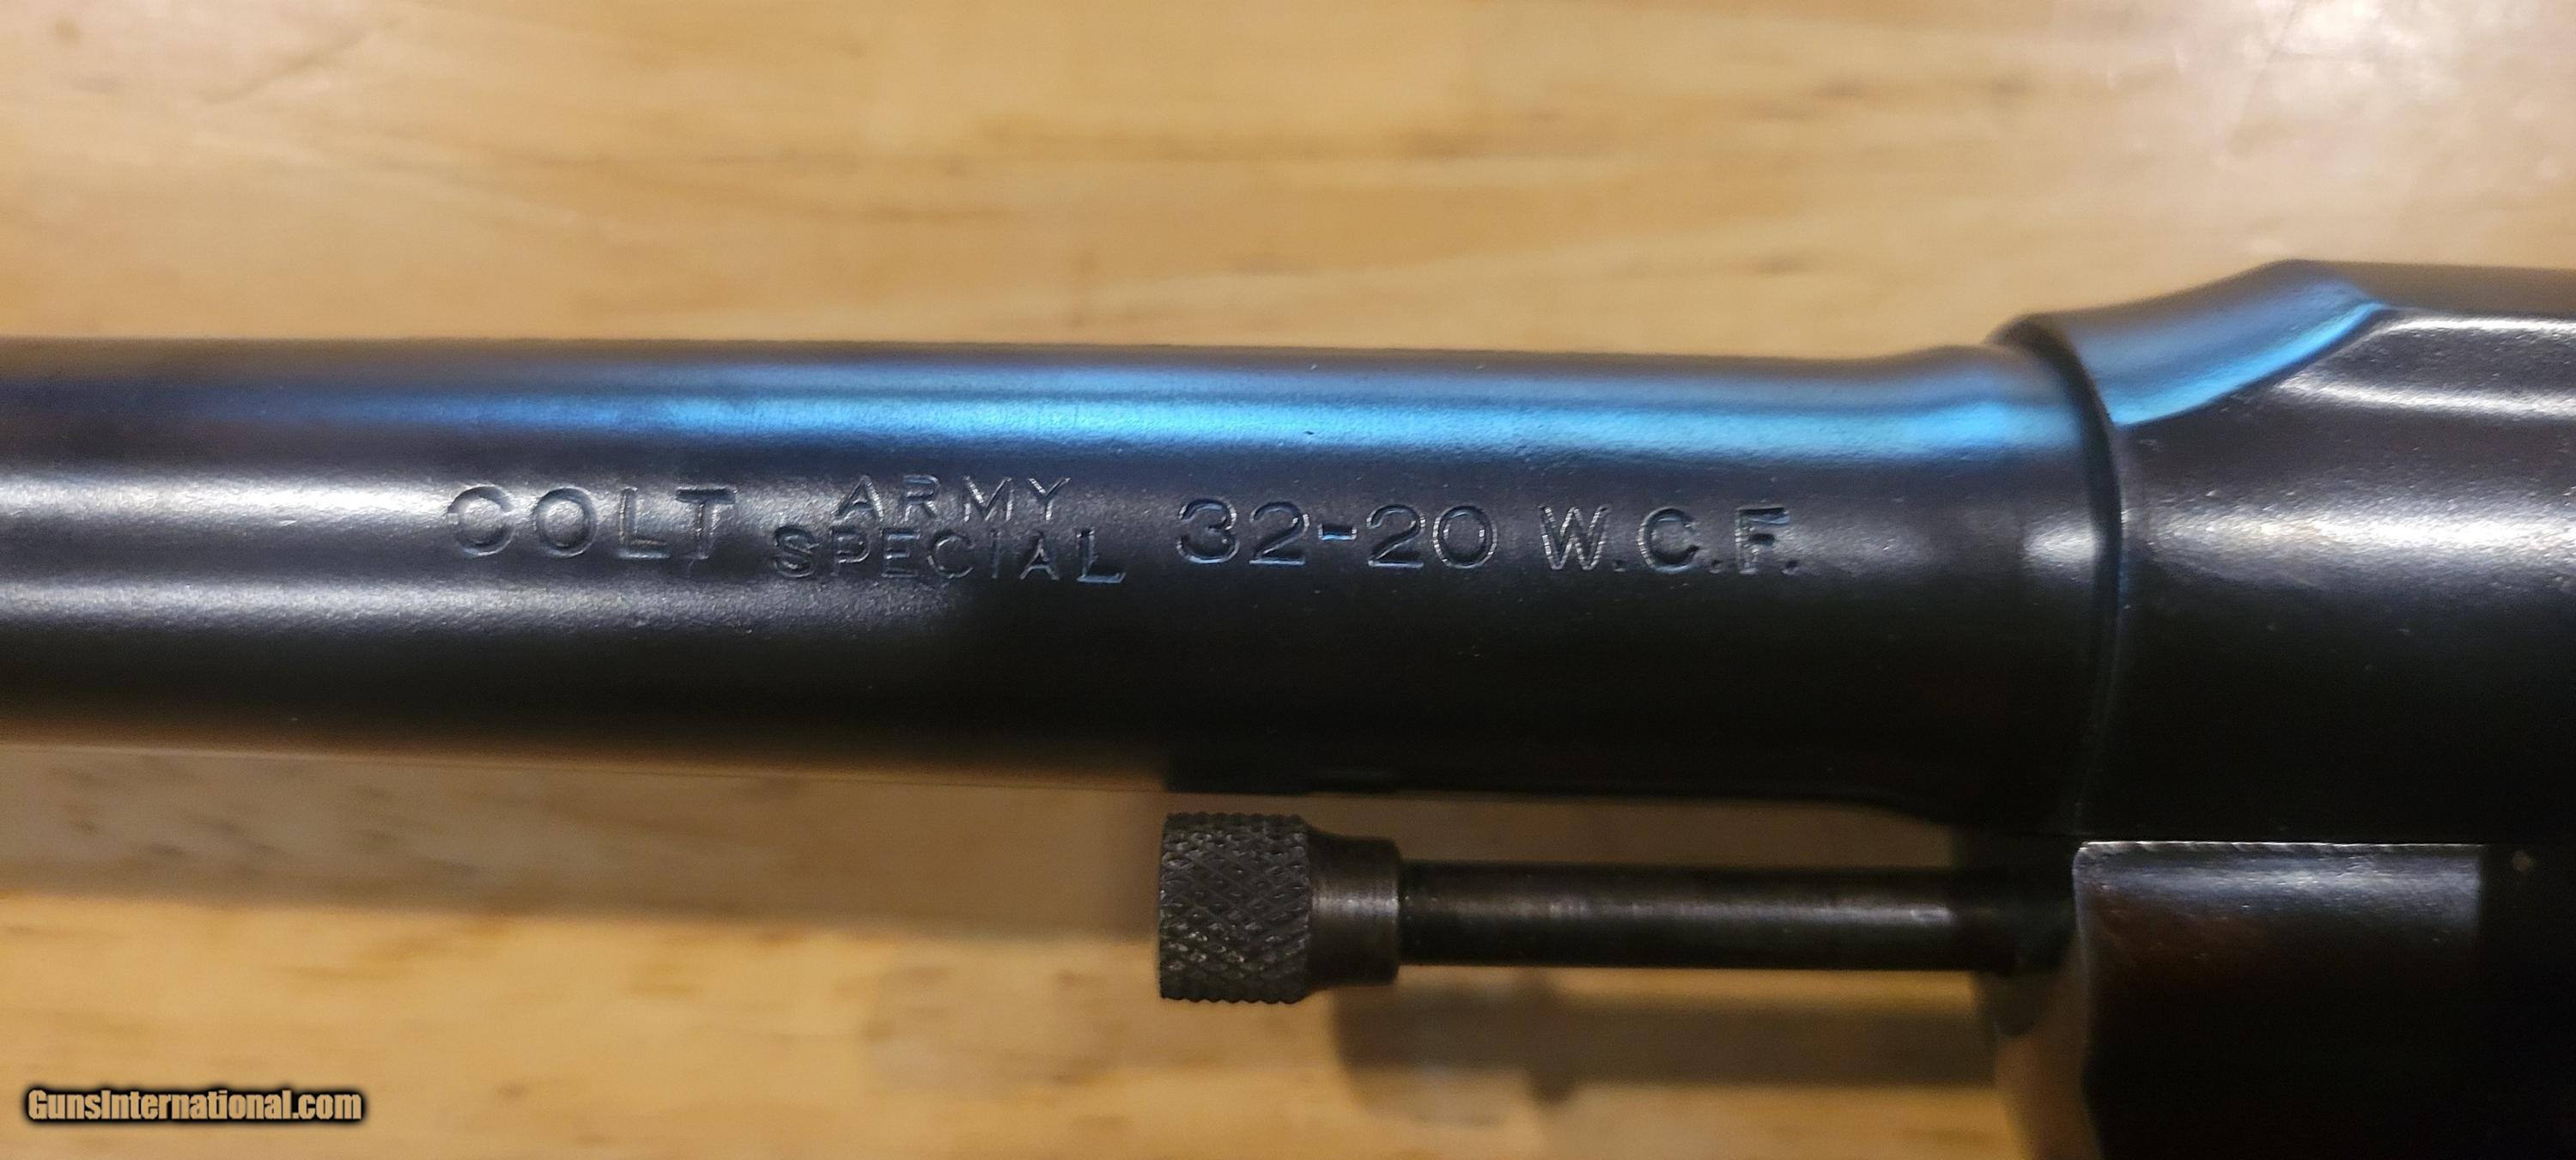 COLT ARMY SPECIAL 32-20 W.C.F.
GunsInternational.com